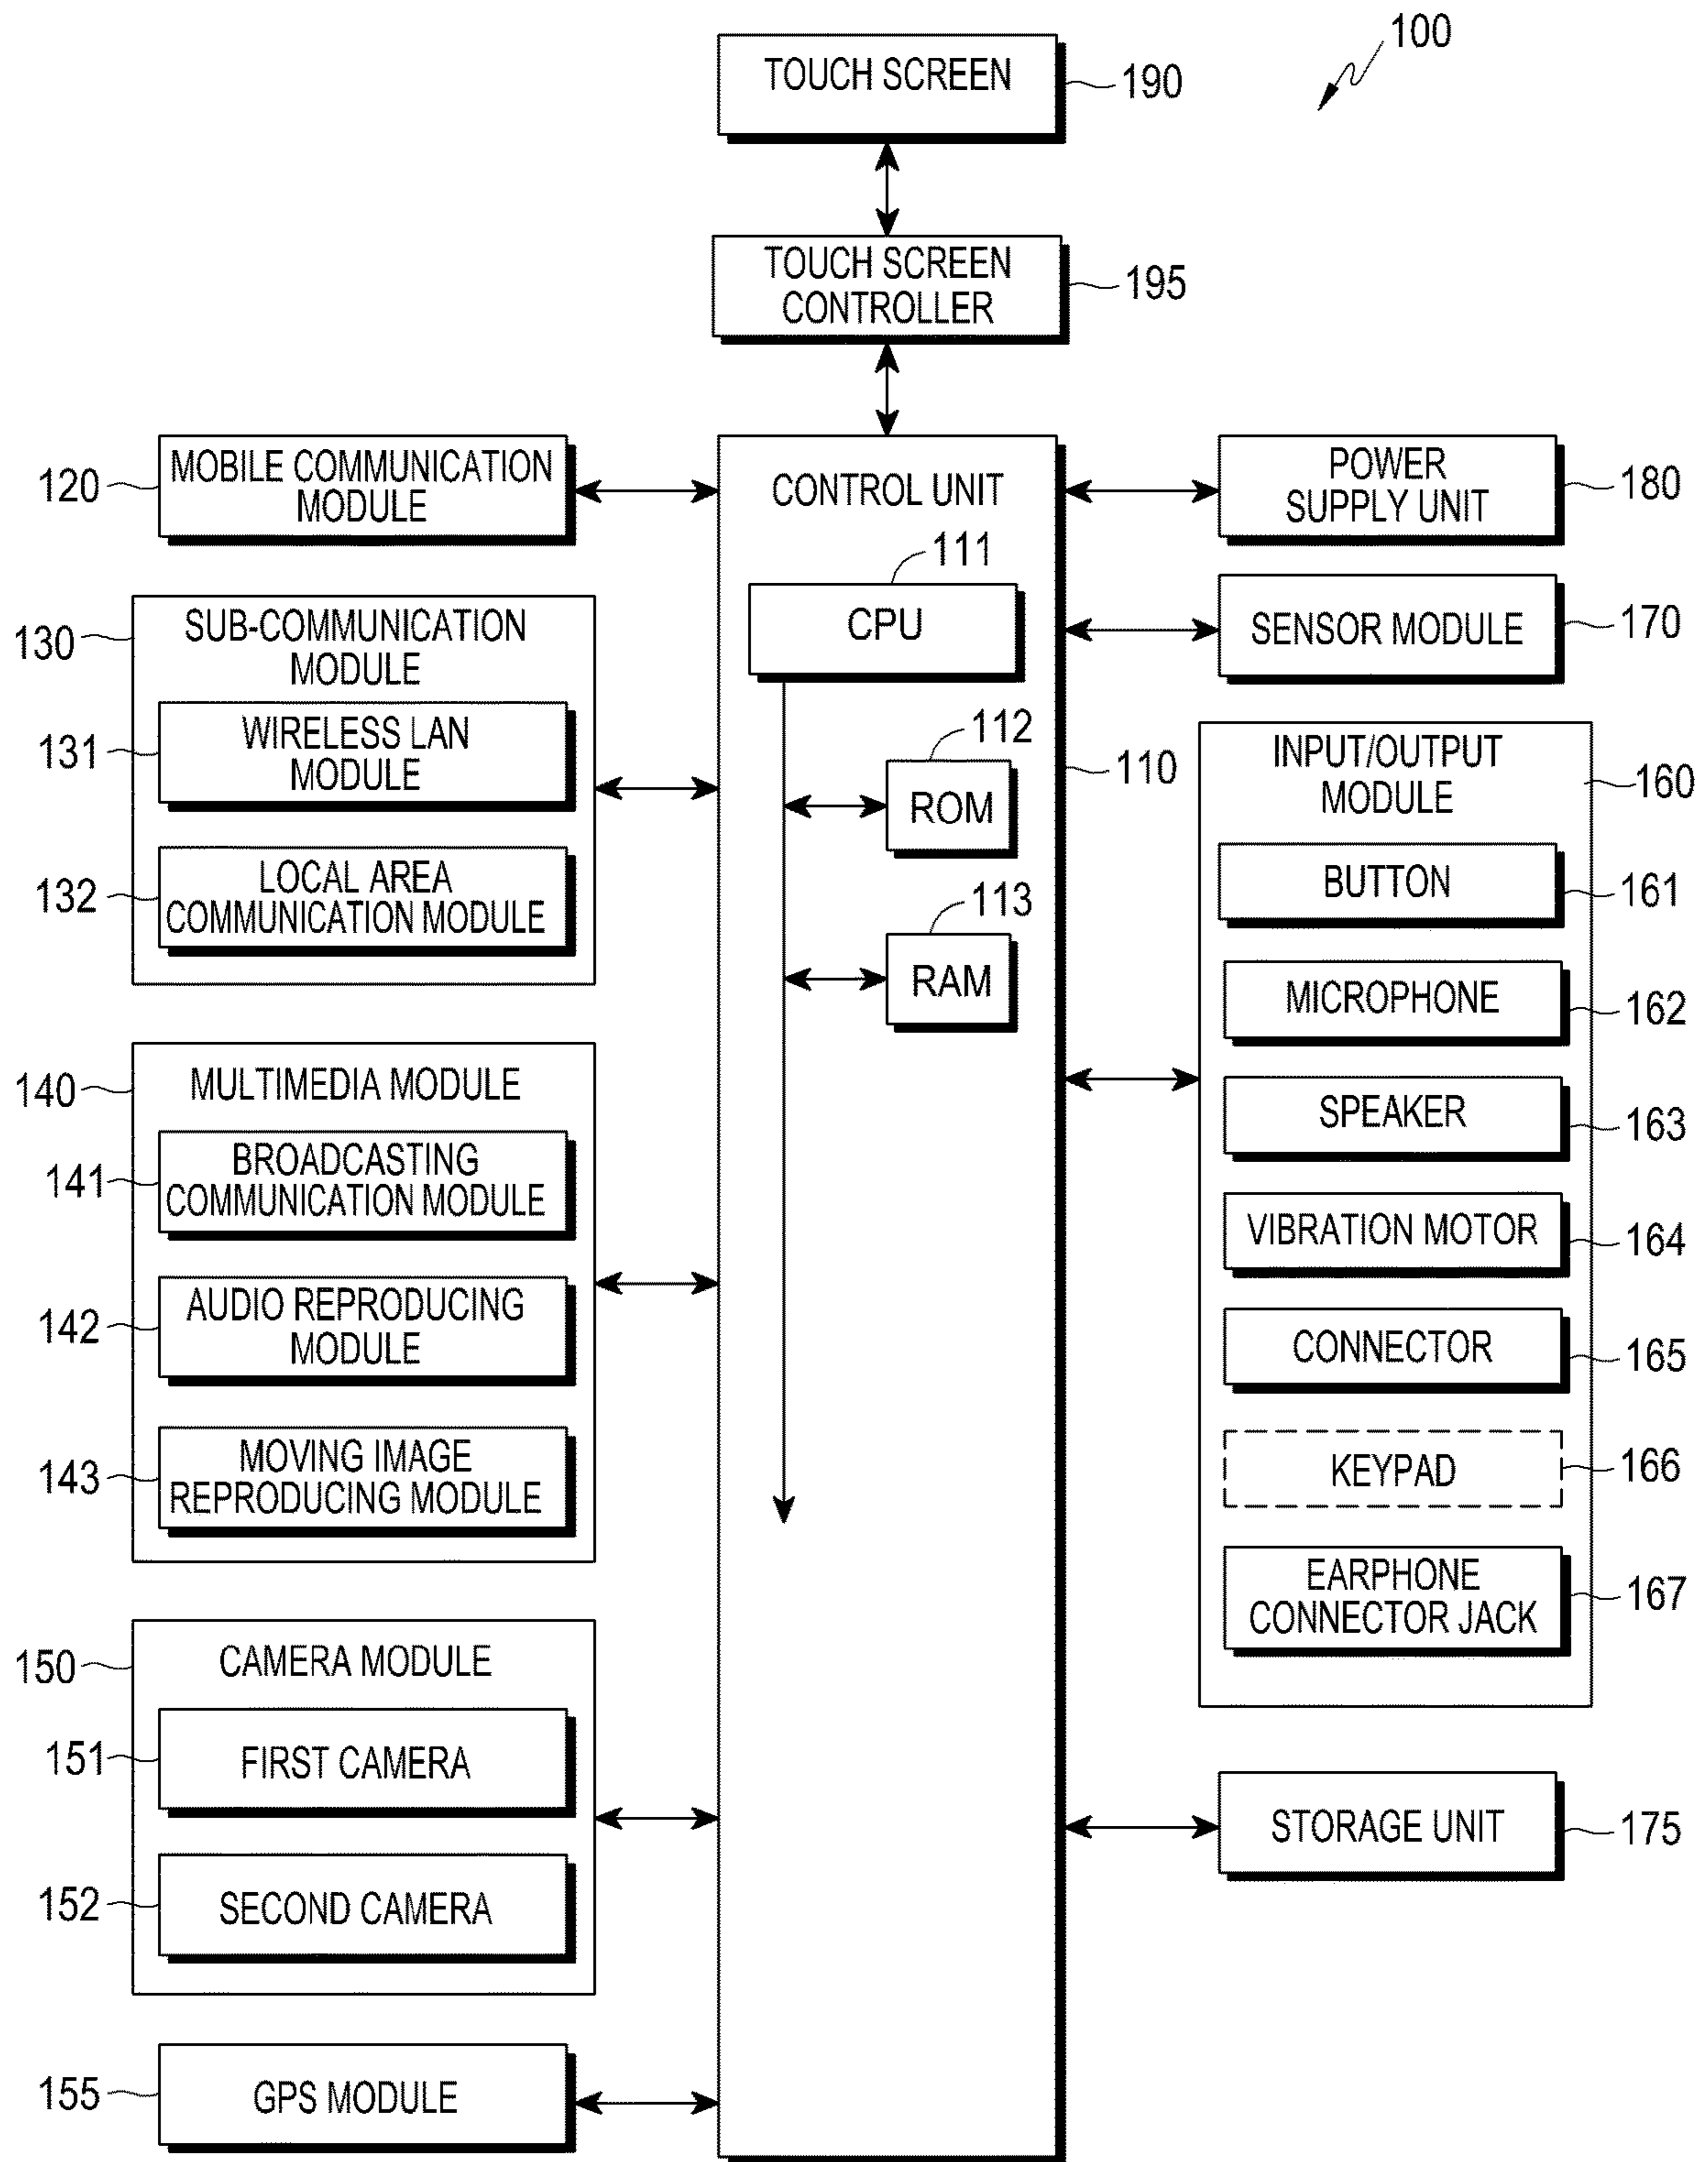 100
TOUCH SCREEN
190
TOUCH SCREEN
CONTROLLER
195
120
MOBILE COMMUNICATION
MODULE
130
SUB-COMMUNICATION
MODULE
131
WIRELESS LAN
MODULE
132
LOCAL AREA
COMMUNICATION MODULE
140
MULTIMEDIA MODULE
141
BROADCASTING
COMMUNICATION MODULE
142
AUDIO REPRODUCING
MODULE
143
MOVING IMAGE
REPRODUCING MODULE
150
CAMERA MODULE
151
FIRST CAMERA
152
SECOND CAMERA
155
GPS MODULE
CONTROL UNIT
111
CPU
112
ROM
110
113
RAM
POWER
SUPPLY UNIT
180
SENSOR MODULE
170
INPUT/OUTPUT
MODULE
160
BUTTON
161
MICROPHONE
162
SPEAKER
163
VIBRATION MOTOR
164
CONNECTOR
165
KEYPAD
166
EARPHONE
CONNECTOR JACK
167
STORAGE UNIT
175